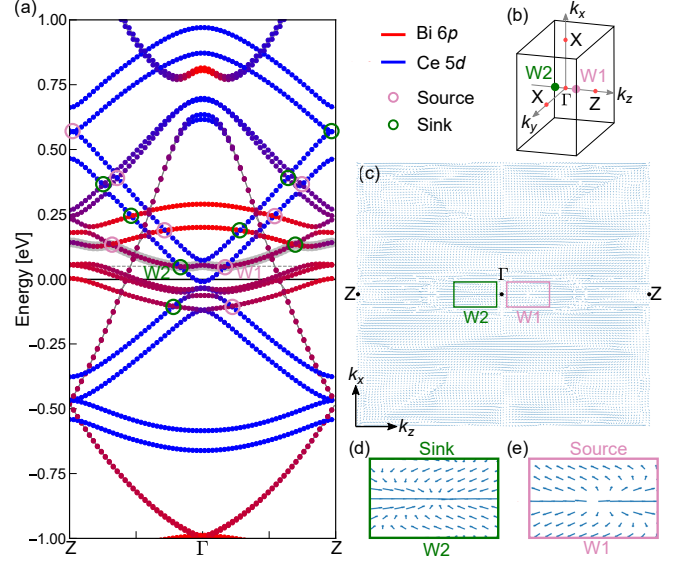 (a)
1.00
0.75
0.50
0.25
0.00
−0.25
−0.50
−0.75
−1.00
Energy [eV]
Z
Γ
Z
W2
W1
Bi 6p
Ce 5d
Source
Sink
(b)
kx
X
W2
W1
X
Γ
Z
kz
ky
(c)
Γ
Z
Z
W2
W1
kx
kz
(d)
Sink
W2
(e)
Source
W1